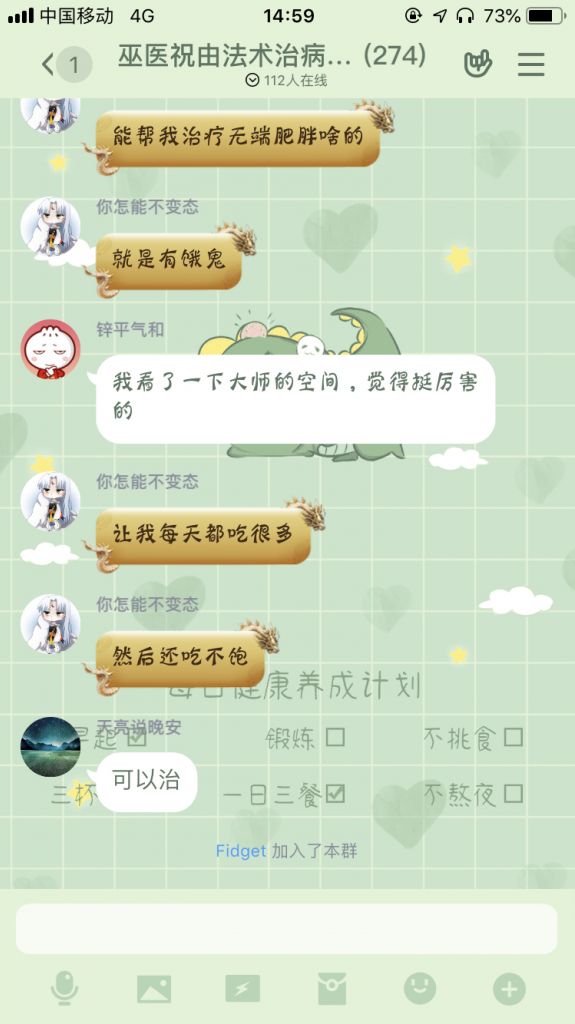 中国移动 4G 14:59 73%
1 巫医祝由法术治病... (274)
112人在线
能帮我治疗无端肥胖啥的
你怎能不变态
就是有饿鬼
锌平气和
我看了一下大师的空间，觉得挺厉害
的
你怎能不变态
让我每天都吃很多
你怎能不变态
然后还吃不饱
每日健康养成计划
天亮说晚安
早起 锻炼 不挑食
可以治
三杯 一日三餐 不熬夜
Fidget 加入了本群